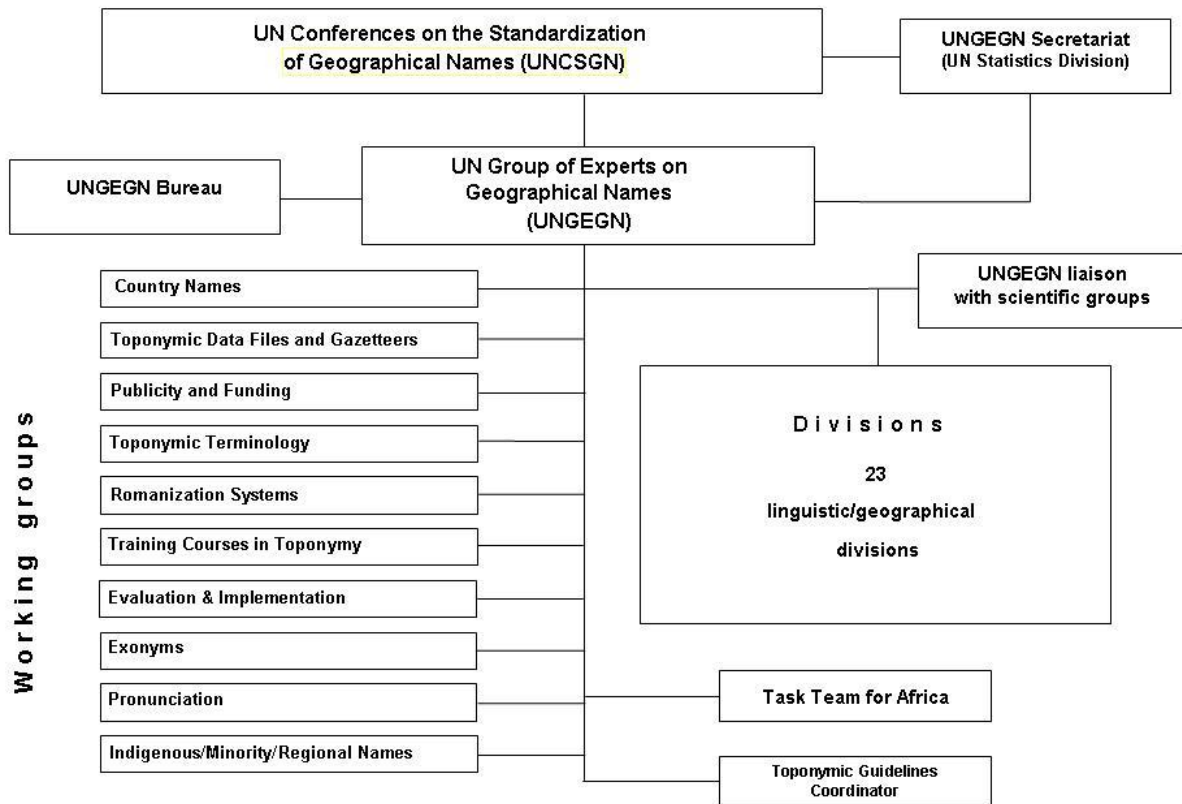 UN Conferences on the Standardization
of Geographical Names (UNCSGN)
UNGEGN Secretariat
(UN Statistics Division)
UNGEGN Bureau
UN Group of Experts on
Geographical Names
(UNGEGN)
UNGEGN liaison
with scientific groups
Working groups
Country Names
Toponymic Data Files and Gazetteers
Publicity and Funding
Toponymic Terminology
Romanization Systems
Training Courses in Toponymy
Evaluation & Implementation
Exonyms
Pronunciation
Indigenous/Minority/Regional Names
Divisions
23
linguistic/geographical
divisions
Task Team for Africa
Toponymic Guidelines
Coordinator